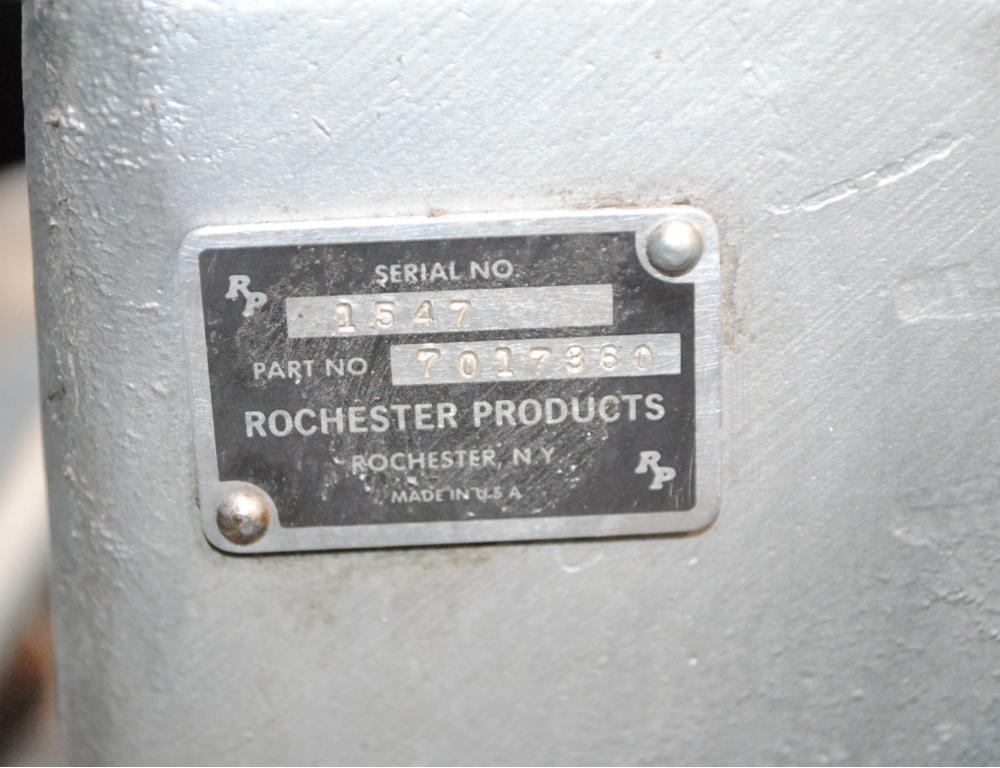 SERIAL NO.
RP
1547
PART NO. 7017360
ROCHESTER PRODUCTS
ROCHESTER, N.Y.
RP
MADE IN U.S.A.